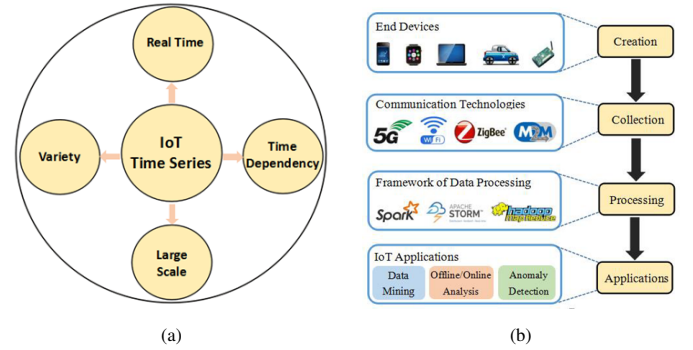 Real Time
IoT
Time Series
Variety
Time
Dependency
Large
Scale
(a)
End Devices
Creation
Communication Technologies
5G
WiFi
ZigBee
M2M
Collection
Framework of Data Processing
Spark
APACHE
STORM
hadoop
MapReduce
Processing
IoT Applications
Data
Mining
Offline/Online
Analysis
Anomaly
Detection
Applications
(b)